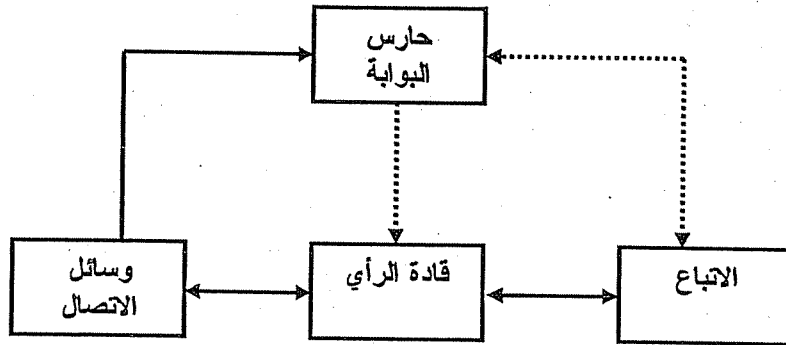 حارس
البوابة
وسائل
الاتصال
قادة الرأي
الاتباع